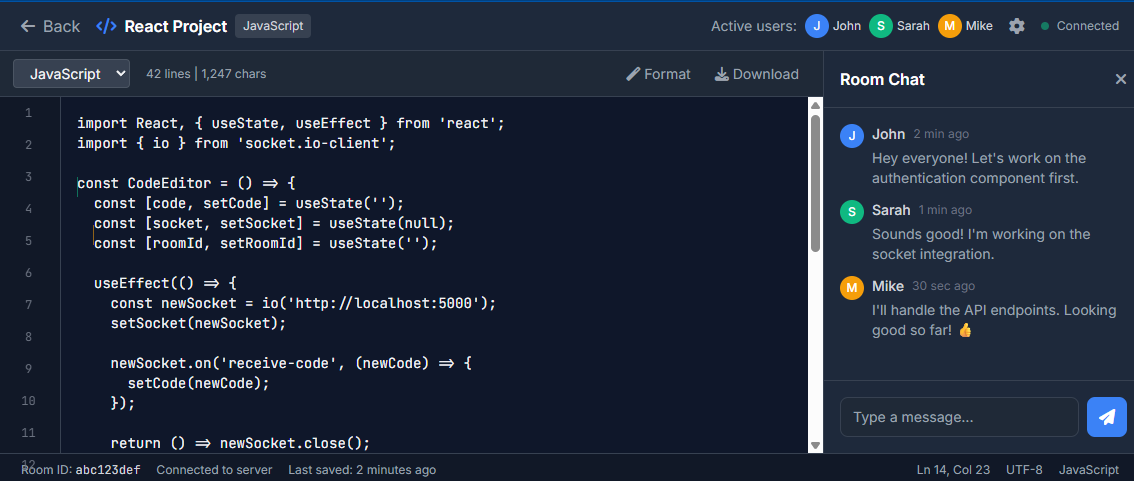 Back </> React Project JavaScript Active users: J John S Sarah M Mike Connected
JavaScript 42 lines | 1,247 chars Format Download
1
2
3
4
5
6
7
8
9
10
11
12
import React, { useState, useEffect } from 'react';
import { io } from 'socket.io-client';
const CodeEditor = () => {
const [code, setCode] = useState('');
const [socket, setSocket] = useState(null);
const [roomId, setRoomId] = useState('');
useEffect(() => {
const newSocket = io('http://localhost:5000');
setSocket(newSocket);
newSocket.on('receive-code', (newCode) => {
setCode(newCode);
});
return () => newSocket.close();
Room Chat ×
J John 2 min ago
Hey everyone! Let's work on the
authentication component first.
S Sarah 1 min ago
Sounds good! I'm working on the
socket integration.
M Mike 30 sec ago
I'll handle the API endpoints. Looking
good so far! 👍
Type a message...
Room ID: abc123def Connected to server Last saved: 2 minutes ago Ln 14, Col 23 UTF-8 JavaScript